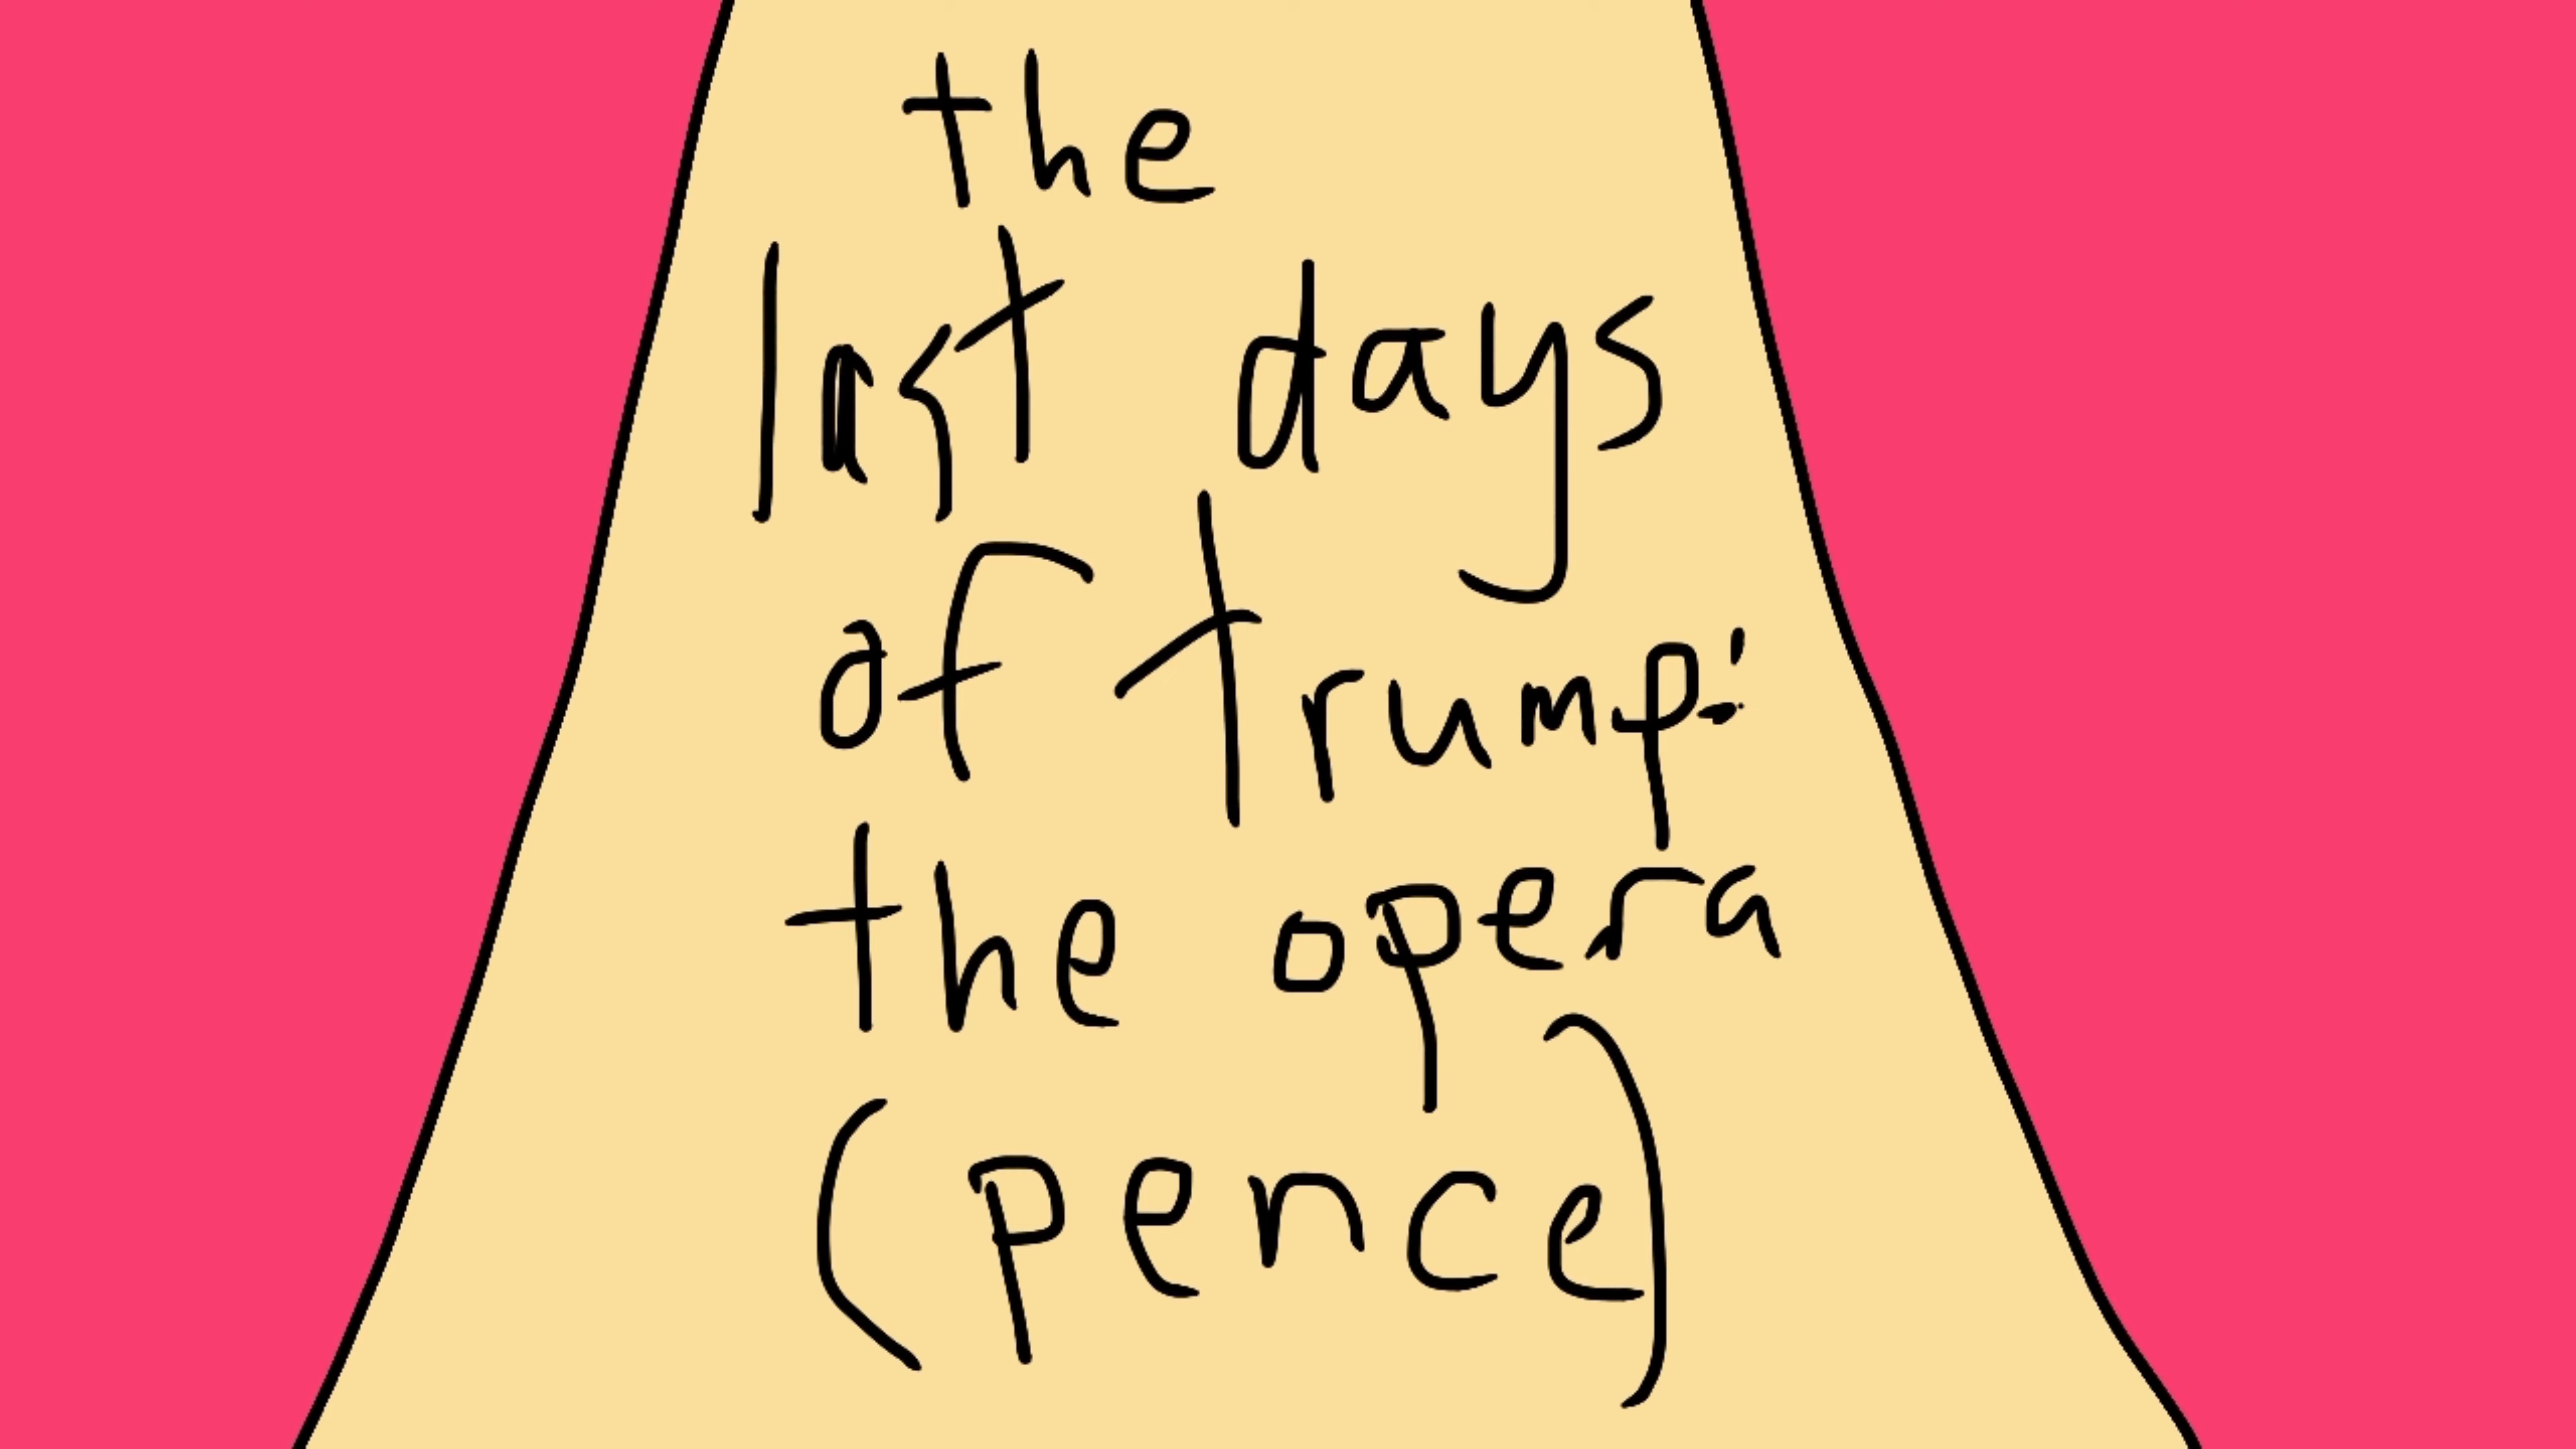 the
last days
of trump:
the opera
(pence)